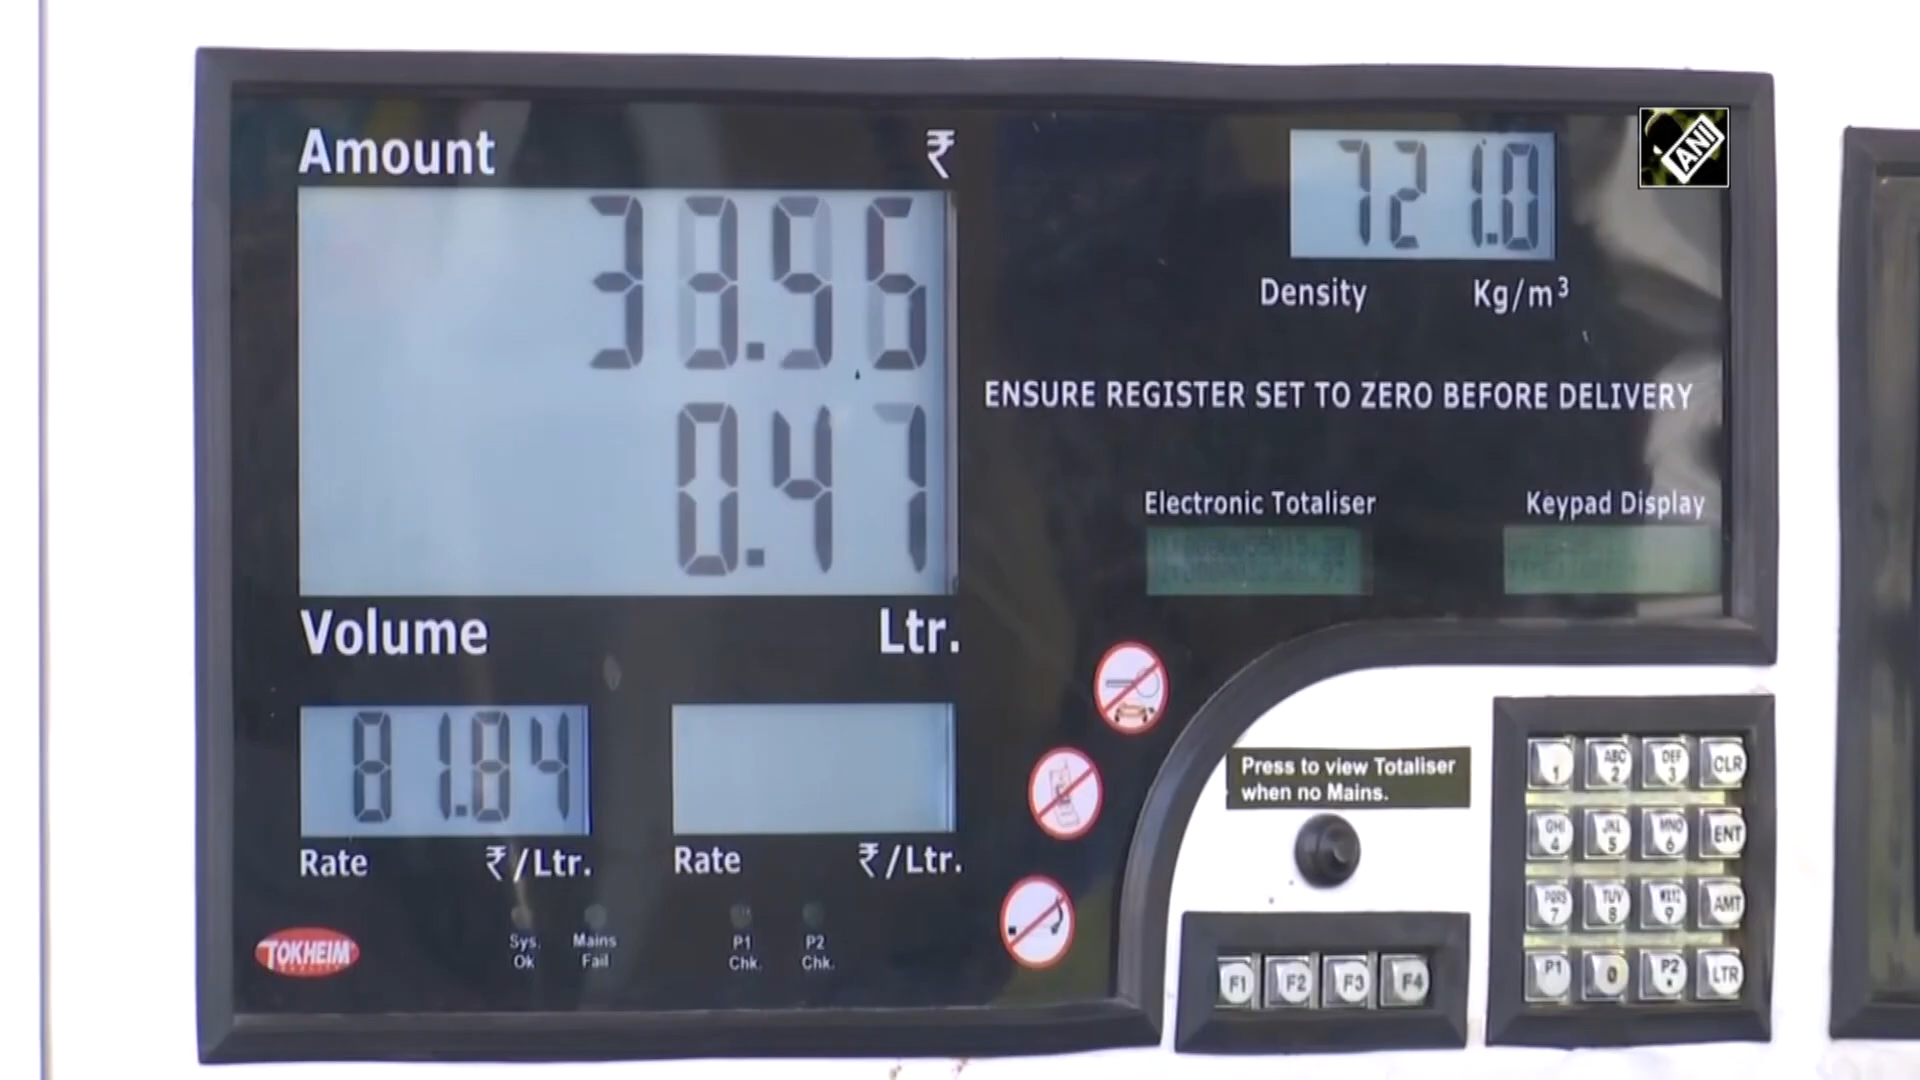 Amount ₹
721.0
ANI
Density Kg/m³
ENSURE REGISTER SET TO ZERO BEFORE DELIVERY
0.47
Electronic Totaliser
Keypad Display
Volume Ltr.
81.84
Rate ₹/Ltr.
Rate ₹/Ltr.
Sys. Ok
Mains Fail
P1 Chk.
P2 Chk.
TOKHEIM
Press to view Totaliser
when no Mains.
F1 F2 F3 F4
1 ABC 2 DEF 3 CLR
GHI 4 JKL 5 MNO 6 ENT
PQRS 7 TUV 8 WXYZ 9 AMT
P1 0 P2 . LTR